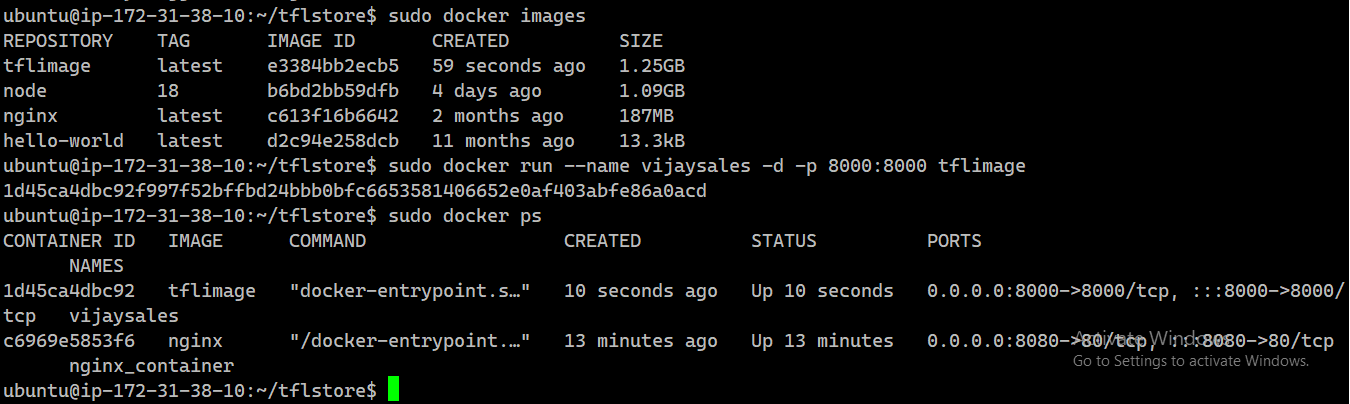 ubuntu@ip-172-31-38-10:~/tflstore$ sudo docker images
REPOSITORY    TAG       IMAGE ID       CREATED          SIZE
tflimage      latest    e3384bb2ecb5   59 seconds ago   1.25GB
node          18        b6bd2bb59dfb   4 days ago       1.09GB
nginx         latest    c613f16b6642   2 months ago     187MB
hello-world   latest    d2c94e258dcb   11 months ago    13.3kB
ubuntu@ip-172-31-38-10:~/tflstore$ sudo docker run --name vijaysales -d -p 8000:8000 tflimage
1d45ca4dbc92f997f52bffbd24bbb0bfc6653581406652e0af403abfe86a0acd
ubuntu@ip-172-31-38-10:~/tflstore$ sudo docker ps
CONTAINER ID   IMAGE      COMMAND                  CREATED          STATUS          PORTS
      NAMES
1d45ca4dbc92   tflimage   "docker-entrypoint.s…"   10 seconds ago   Up 10 seconds   0.0.0.0:8000->8000/tcp, :::8000->8000/
tcp   vijaysales
c6969e5853f6   nginx      "/docker-entrypoint.…"   13 minutes ago   Up 13 minutes   0.0.0.0:8080->80/tcp, :::8080->80/tcp
      nginx_container
ubuntu@ip-172-31-38-10:~/tflstore$
Activate Windows
Go to Settings to activate Windows.